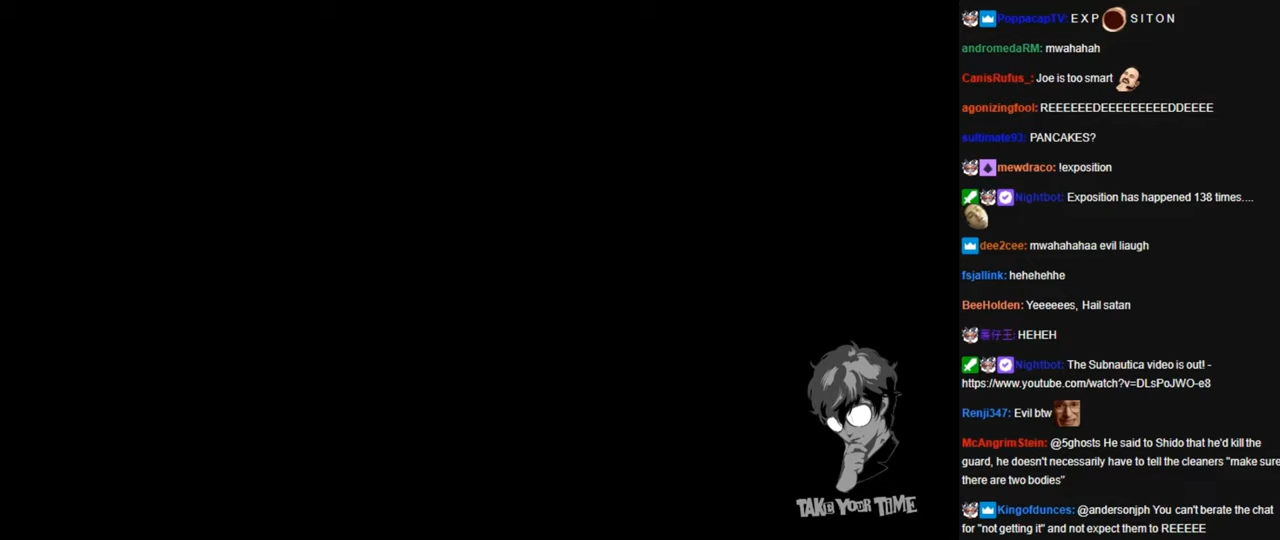 PoppacapTV: E X P S I T O N
andromedaRM: mwahahah
CanisRufus_: Joe is too smart
agonizingfool: REEEEEEDEEEEEEEEEDDEEEE
sultimate93: PANCAKES?
mewdraco: !exposition
Nightbot: Exposition has happened 138 times....
dee2cee: mwahahahaa evil liaugh
fsjallink: hehehehhe
BeeHolden: Yeeeeees, Hail satan
HEHEH
Nightbot: The Subnautica video is out! -
https://www.youtube.com/watch?v=DLsPoJWO-e8
Renji347: Evil btw
McAngrimStein: @5ghosts He said to Shido that he'd kill the
guard, he doesn't necessarily have to tell the cleaners "make sure
there are two bodies"
Kingofdunces: @andersonjph You can't berate the chat
for "not getting it" and not expect them to REEEEE
TAKE YOUR TIME